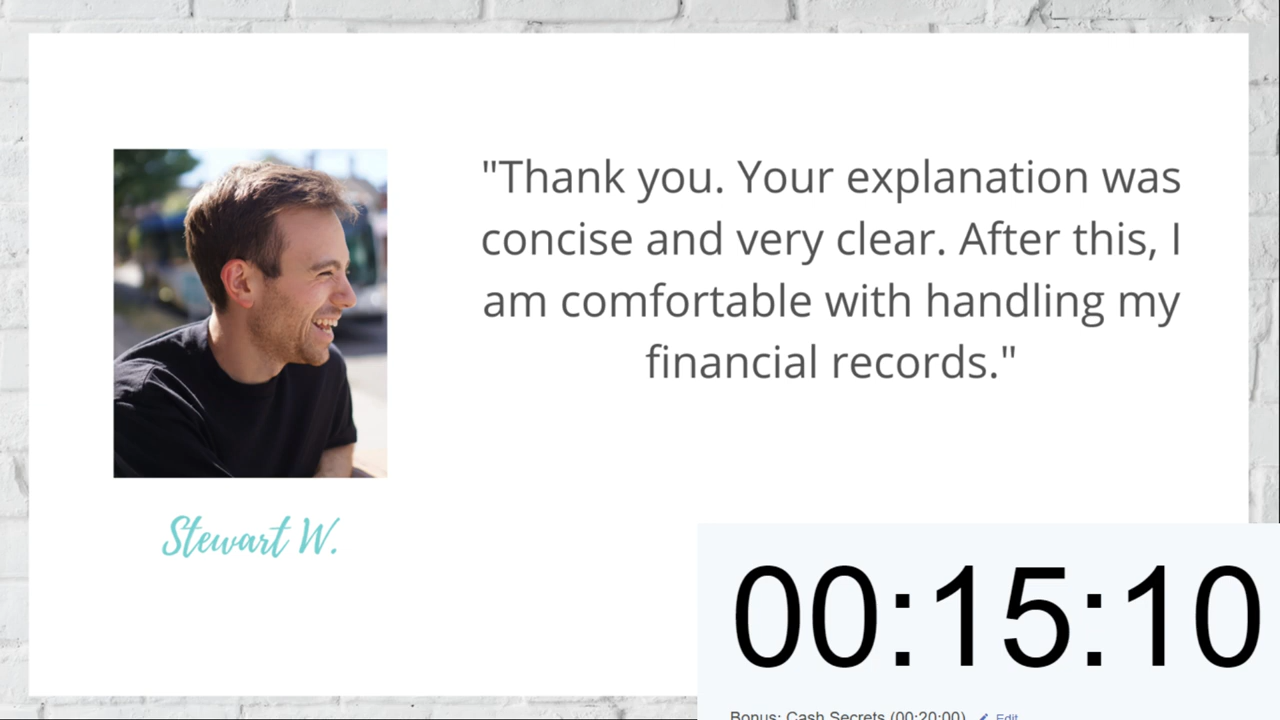 "Thank you. Your explanation was
concise and very clear. After this, I
am comfortable with handling my
financial records."
Stewart W.
00:15:10
Bonus: Cash Secrets (00:20:00) Edit